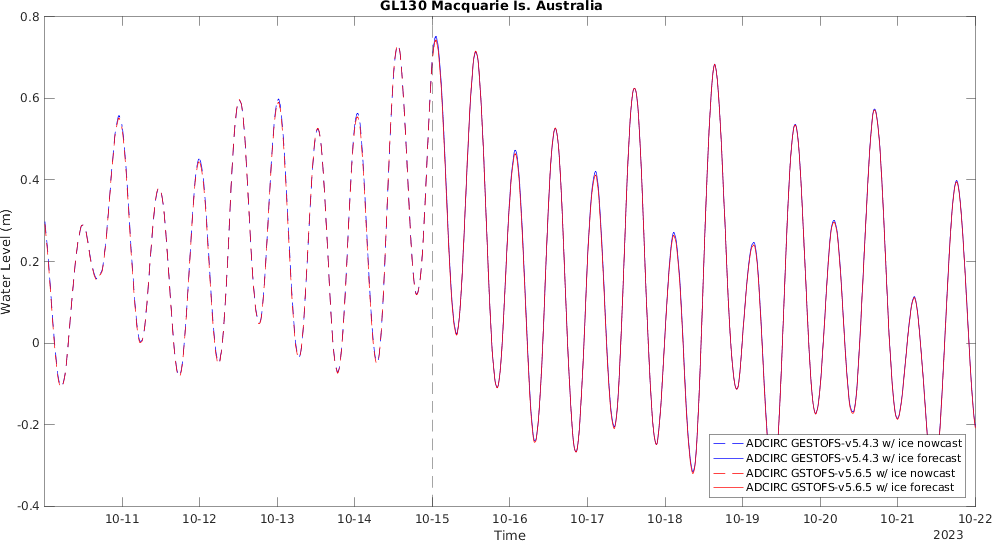 GL130 Macquarie Is. Australia
Water Level (m)
0.8
0.6
0.4
0.2
0
-0.2
-0.4
ADCIRC GESTOFS-v5.4.3 w/ ice nowcast
ADCIRC GESTOFS-v5.4.3 w/ ice forecast
ADCIRC GSTOFS-v5.6.5 w/ ice nowcast
ADCIRC GSTOFS-v5.6.5 w/ ice forecast
10-11 10-12 10-13 10-14 10-15 10-16 10-17 10-18 10-19 10-20 10-21 10-22
Time
2023